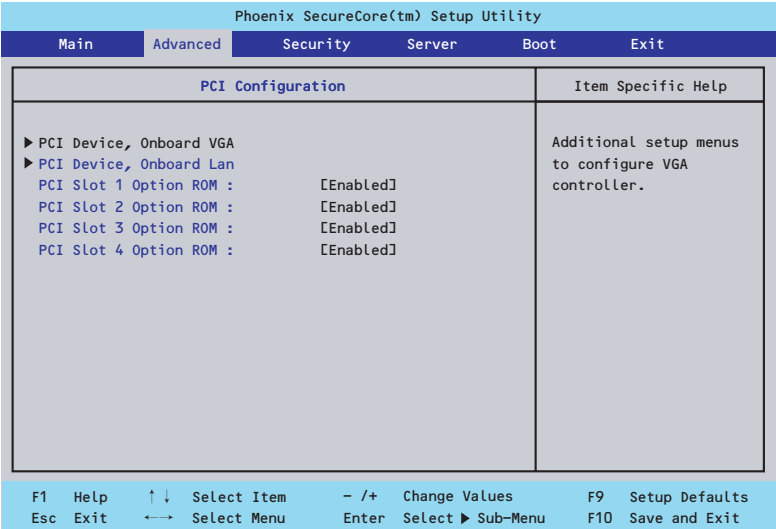 Phoenix SecureCore(tm) Setup Utility
Main Advanced Security Server Boot Exit
PCI Configuration
Item Specific Help
▶ PCI Device, Onboard VGA
▶ PCI Device, Onboard Lan
PCI Slot 1 Option ROM : [Enabled]
PCI Slot 2 Option ROM : [Enabled]
PCI Slot 3 Option ROM : [Enabled]
PCI Slot 4 Option ROM : [Enabled]
Additional setup menus
to configure VGA
controller.
F1 Help ↑↓ Select Item - /+ Change Values F9 Setup Defaults
Esc Exit ←→ Select Menu Enter Select ▶ Sub-Menu F10 Save and Exit